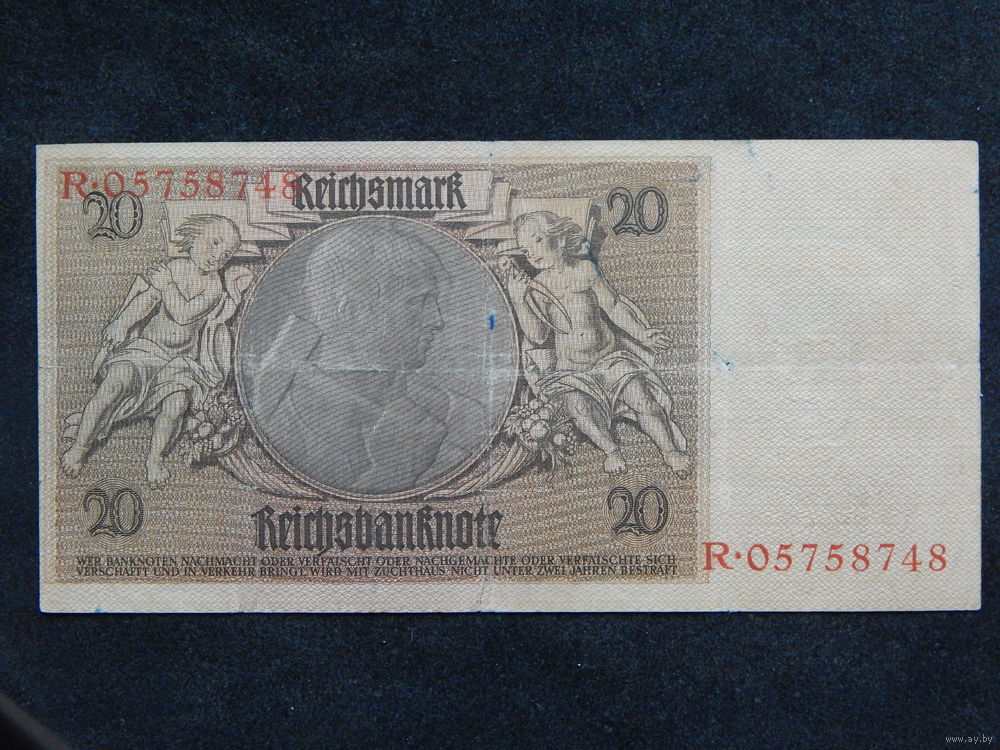 R·05758748
Reichsmark
20
20
20
20
Reichsbanknote
WER BANKNOTEN NACHMACHT ODER VERFÄLSCHT ODER NACHGEMACHTE ODER VERFÄLSCHTE SICH
VERSCHAFFT UND IN VERKEHR BRINGT, WIRD MIT ZUCHTHAUS NICHT UNTER ZWEI JAHREN BESTRAFT
R·05758748
www.ay.by